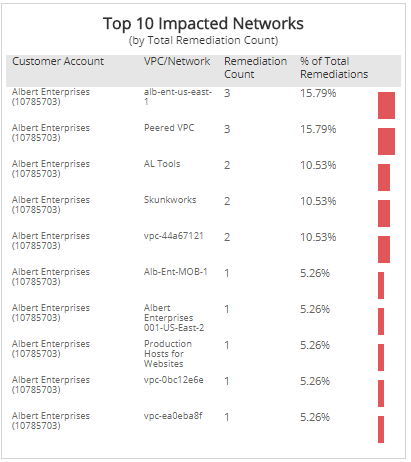 Top 10 Impacted Networks
(by Total Remediation Count)
Customer Account VPC/Network Remediation Count % of Total Remediations
Albert Enterprises (10785703) alb-ent-us-east-1 3 15.79%
Albert Enterprises (10785703) Peered VPC 3 15.79%
Albert Enterprises (10785703) AL Tools 2 10.53%
Albert Enterprises (10785703) Skunkworks 2 10.53%
Albert Enterprises (10785703) vpc-44a67121 2 10.53%
Albert Enterprises (10785703) Alb-Ent-MOB-1 1 5.26%
Albert Enterprises (10785703) Albert Enterprises 001-US-East-2 1 5.26%
Albert Enterprises (10785703) Production Hosts for Websites 1 5.26%
Albert Enterprises (10785703) vpc-0bc12e6e 1 5.26%
Albert Enterprises (10785703) vpc-ea0eba8f 1 5.26%